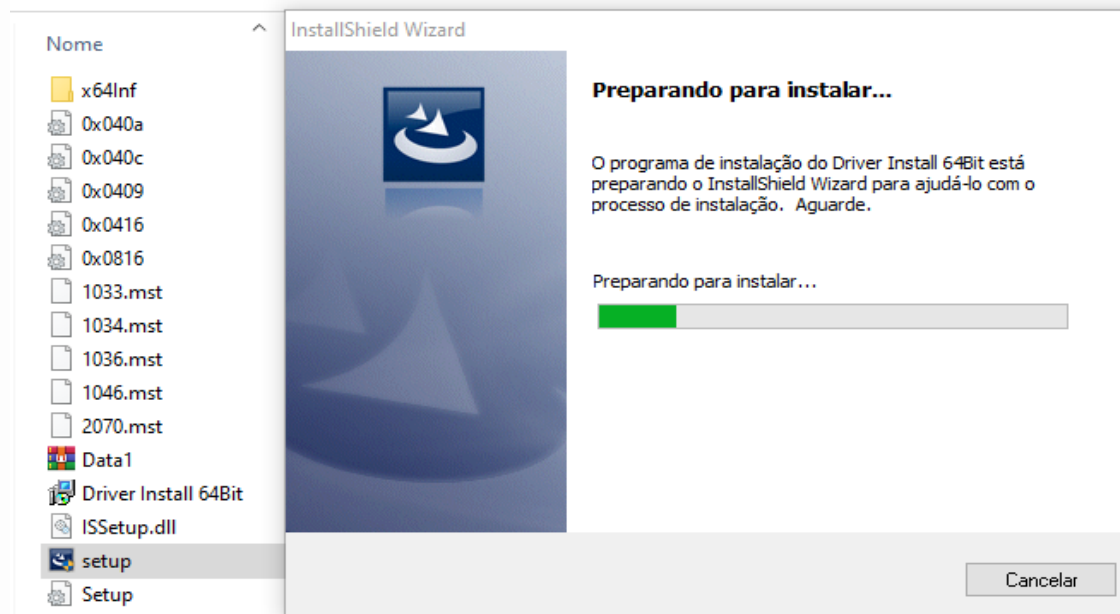 Nome
x64Inf
0x040a
0x040c
0x0409
0x0416
0x0816
1033.mst
1034.mst
1036.mst
1046.mst
2070.mst
Data1
Driver Install 64Bit
ISSetup.dll
setup
Setup
InstallShield Wizard
Preparando para instalar...
O programa de instalação do Driver Install 64Bit está
preparando o InstallShield Wizard para ajudá-lo com o
processo de instalação. Aguarde.
Preparando para instalar...
Cancelar